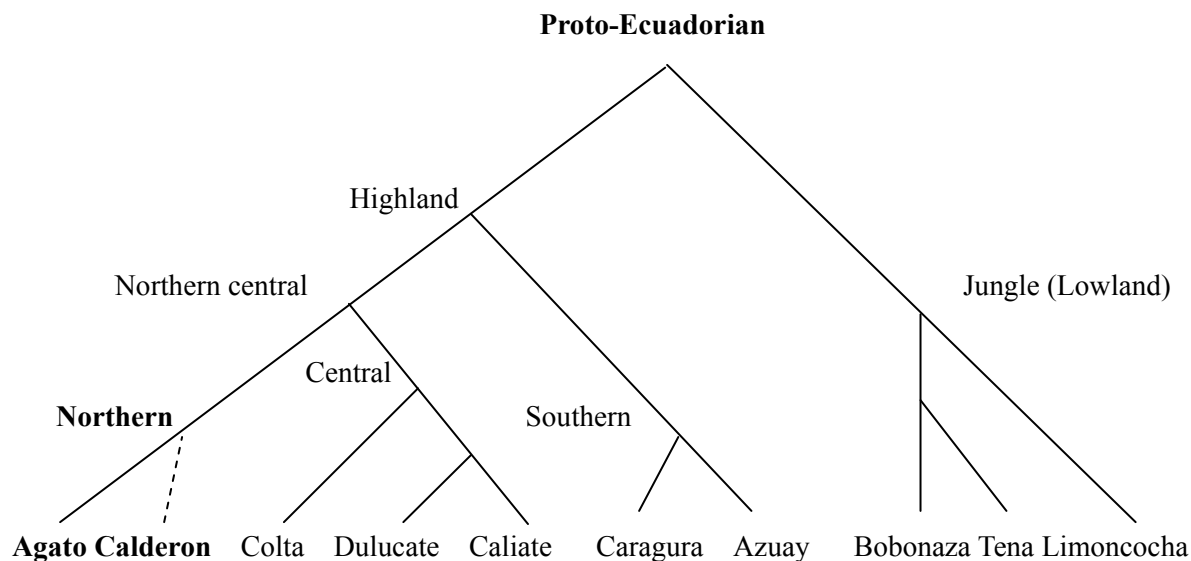 Proto-Ecuadorian
Highland
Northern central
Jungle (Lowland)
Central
Northern
Southern
Agato Calderon Colta Dulucate Caliate Caragura Azuay Bobonaza Tena Limoncocha